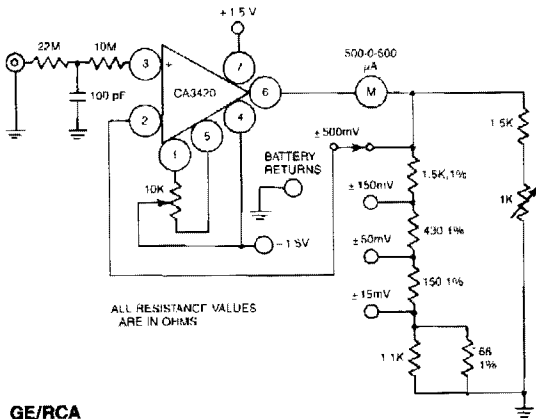 +1.5 V
500-0-500
μA
22M
10M
3
+
7
CA3420
6
M
100 pF
2
4
5
1
±500mV
1.5K
BATTERY
RETURNS
1.5K,1%
10K
±150mV
1K
430 1%
-1.5V
±50mV
150 1%
ALL RESISTANCE VALUES
ARE IN OHMS
±15mV
1.1K
68
1%
GE/RCA